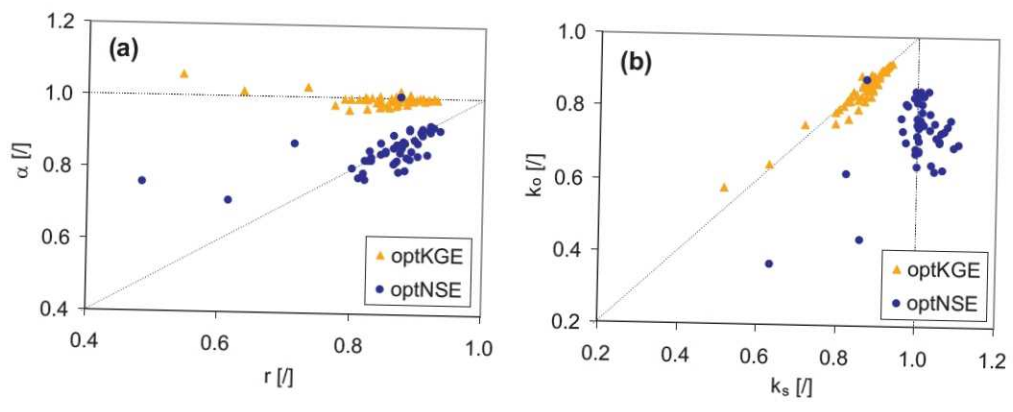 (a)
1.2
1.0
0.8
0.6
0.4
α [/]
0.4 0.6 0.8 1.0
r [/]
optKGE
optNSE
(b)
1.0
0.8
0.6
0.4
0.2
ko [/]
0.2 0.4 0.6 0.8 1.0 1.2
ks [/]
optKGE
optNSE